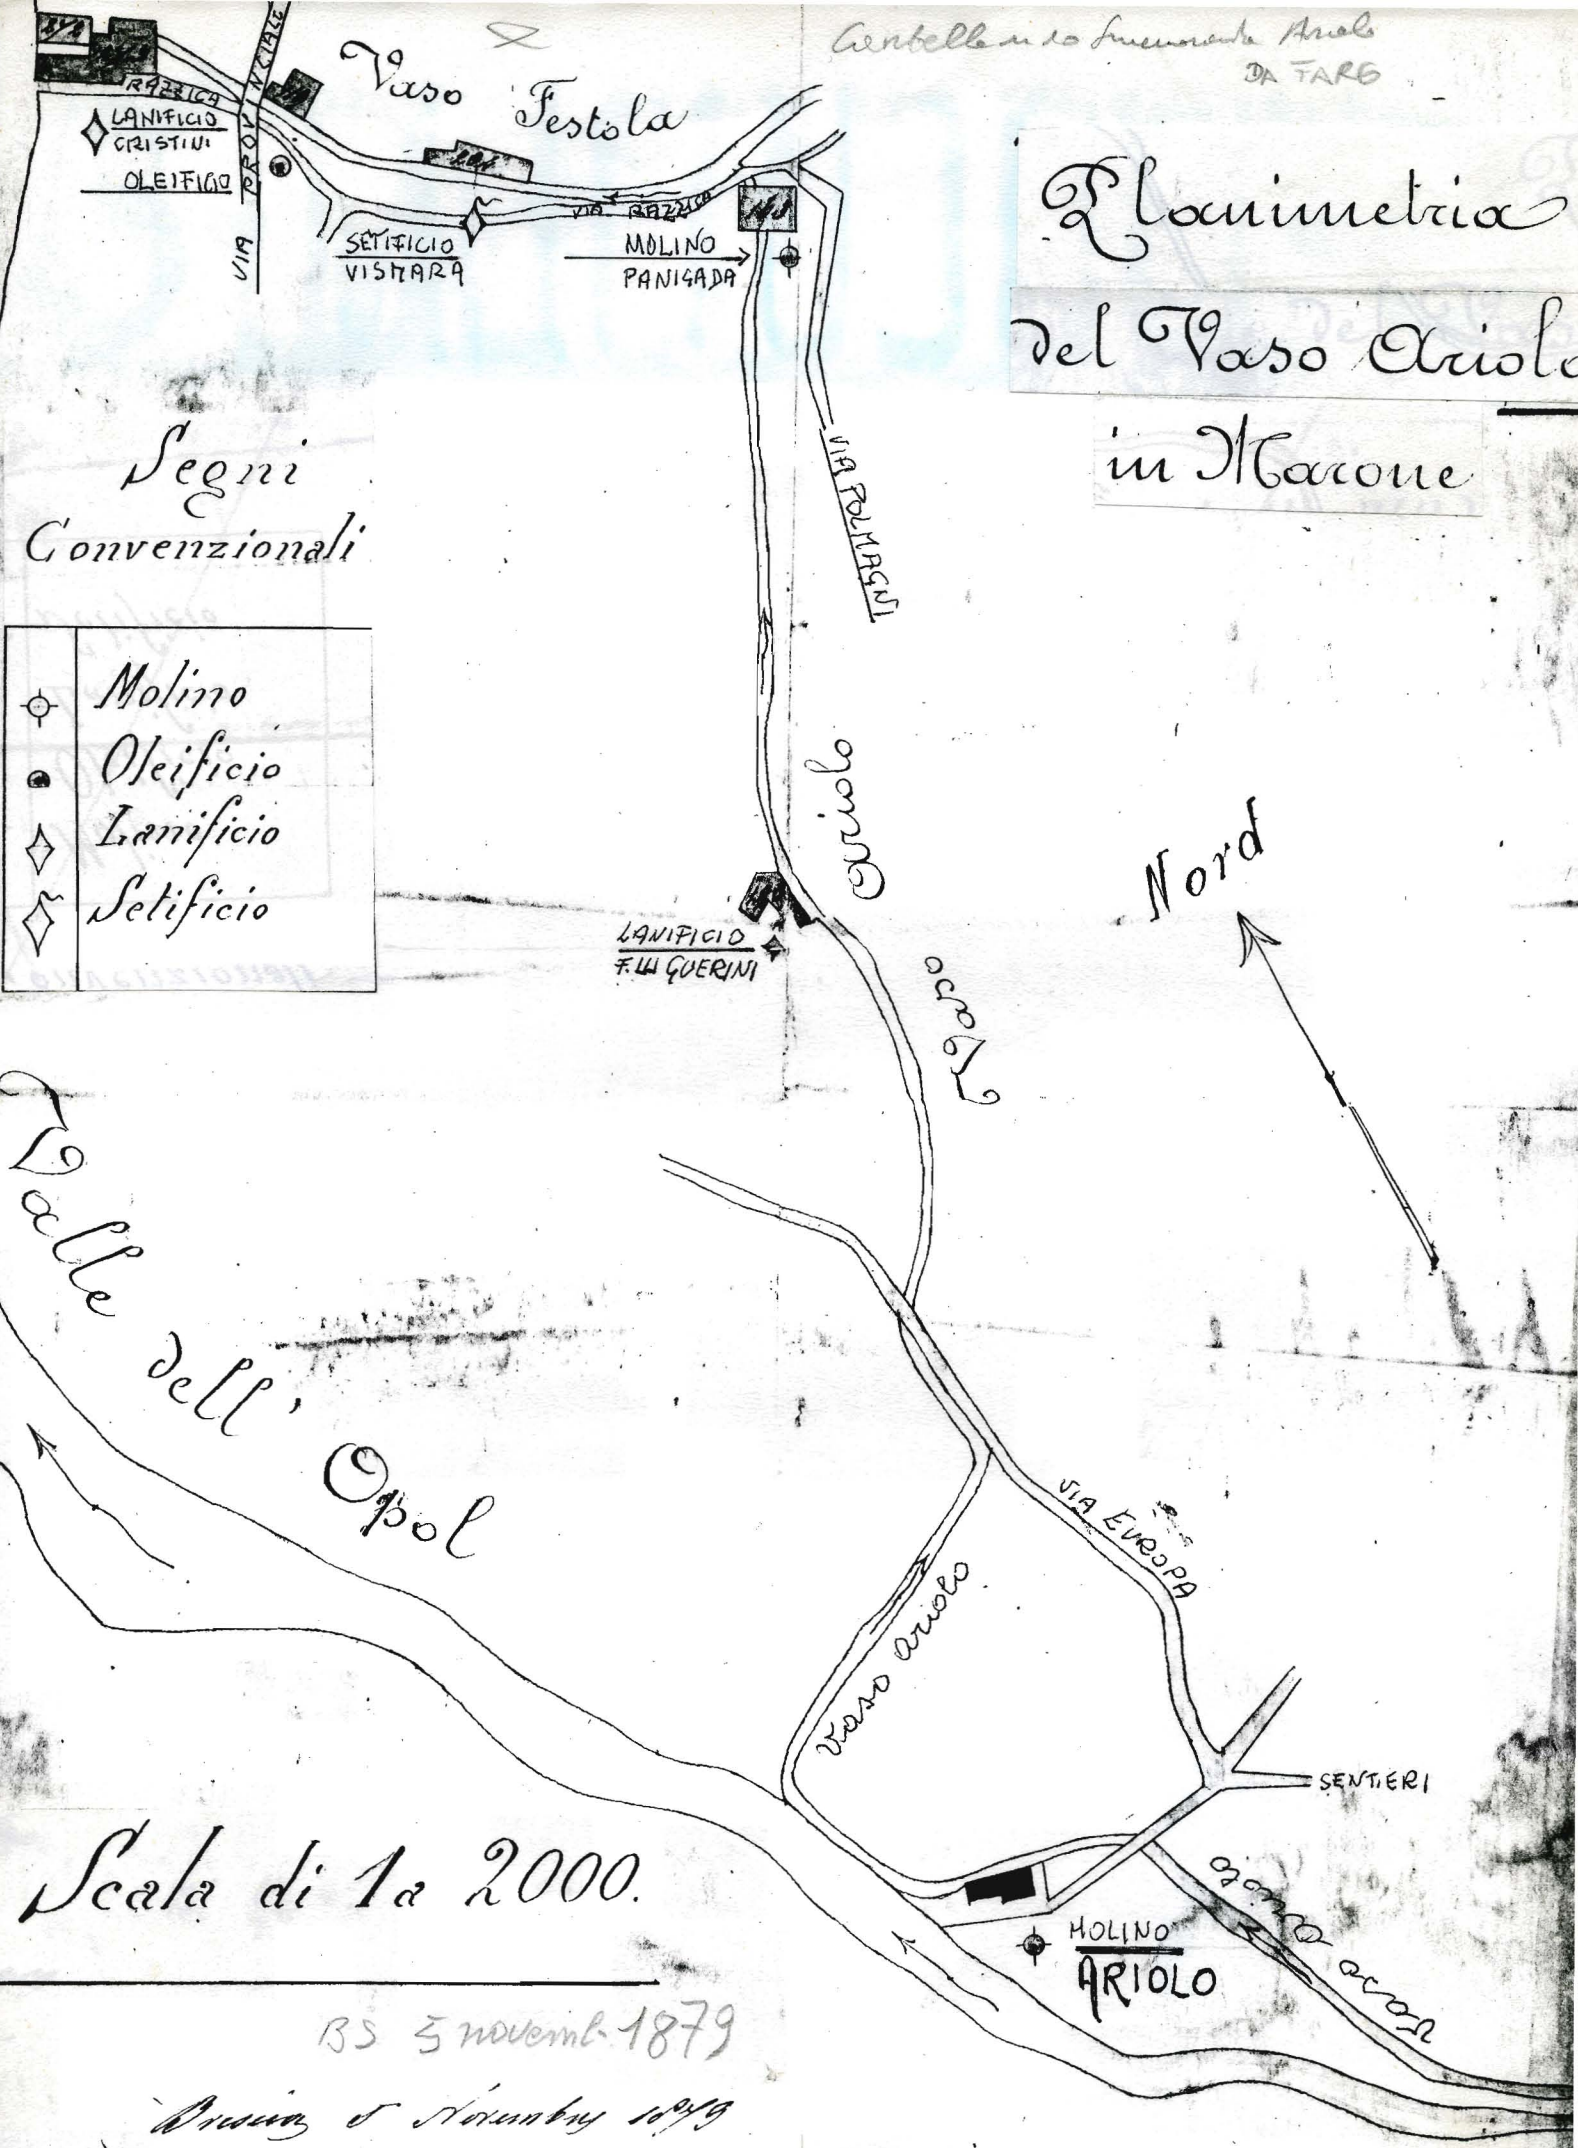 DA FARE
Planimetria
del Vaso Ariolo
in Marone
Vaso Festola
RAZZICA
VIA PROVINCIALE
LANIFICIO
CRISTINI
OLEIFICIO
SETIFICIO
VISMARA
VIA RAZZICA
MOLINO
PANIGADA
VIA POLMAGNI
Segni
Convenzionali
Molino
Oleificio
Lanificio
Setificio
Vaso Ariolo
LANIFICIO
F.LLI GUERINI
Nord
Valle dell' Opol
VIA EUROPA
Vaso Ariolo
SENTIERI
Vaso Ariolo
MOLINO
ARIOLO
Scala di 1 a 2000.
BS 5 novemb. 1879
Brescia 5 Novembre 1879